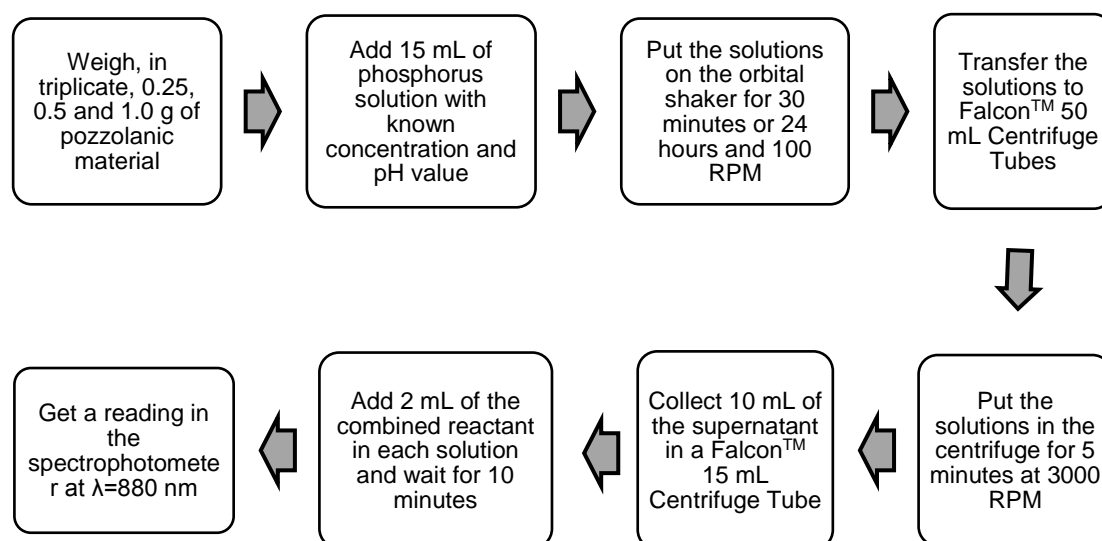 Weigh, in
triplicate, 0.25,
0.5 and 1.0 g of
pozzolanic
material
Add 15 mL of
phosphorus
solution with
known
concentration and
pH value
Put the solutions
on the orbital
shaker for 30
minutes or 24
hours and 100
RPM
Transfer the
solutions to
Falcon™ 50
mL Centrifuge
Tubes
Put the
solutions in the
centrifuge for 5
minutes at 3000
RPM
Collect 10 mL of
the supernatant
in a Falcon™
15 mL
Centrifuge Tube
Add 2 mL of the
combined reactant
in each solution
and wait for 10
minutes
Get a reading in
the
spectrophotomete
r at λ=880 nm